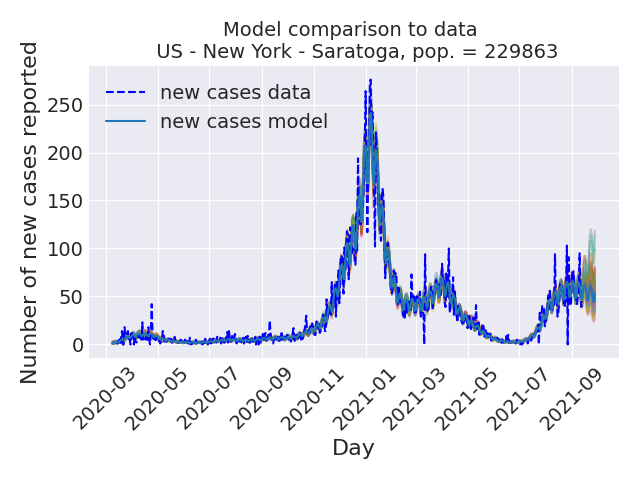 Model comparison to data
US - New York - Saratoga, pop. = 229863
new cases data
new cases model
Number of new cases reported
250
200
150
100
50
0
2020-03
2020-05
2020-07
2020-09
2020-11
2021-01
2021-03
2021-05
2021-07
2021-09
Day